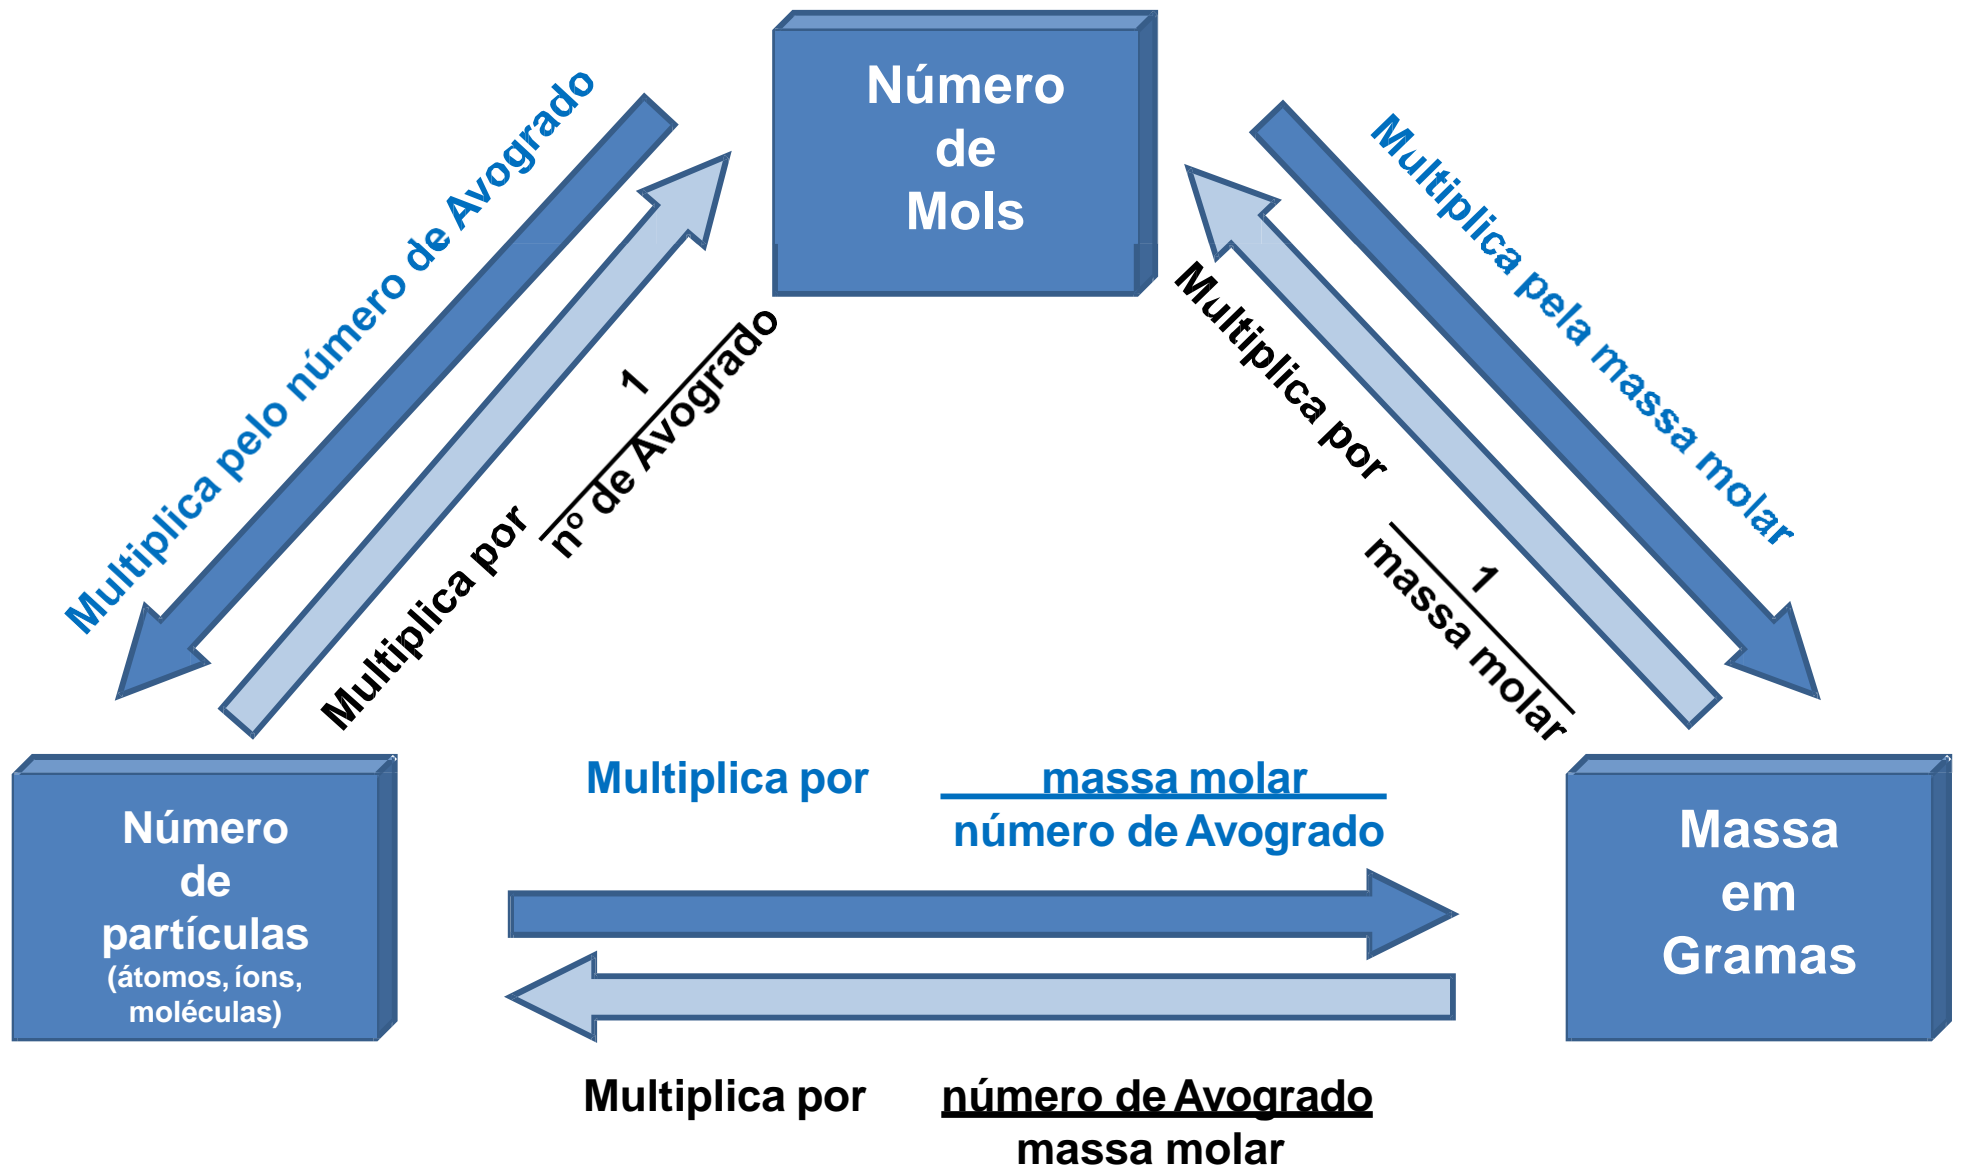 Número
de
Mols
Multiplica pelo número de Avogrado
Multiplica por
1
nº de Avogrado
Multiplica pela massa molar
Multiplica por
1
massa molar
Número
de
partículas
(átomos, íons,
moléculas)
Multiplica por massa molar
número de Avogrado
Massa
em
Gramas
Multiplica por número de Avogrado
massa molar